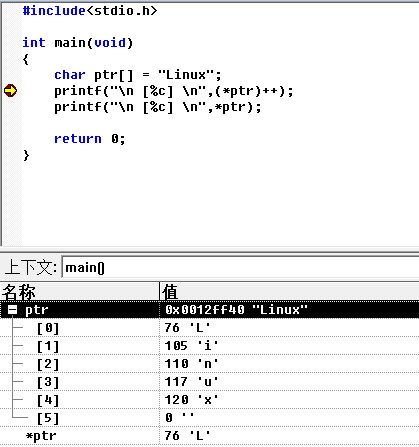 #include<stdio.h>
int main(void)
{
    char ptr[] = "Linux";
    printf("\n [%c] \n",(*ptr)++);
    printf("\n [%c] \n",*ptr);
    return 0;
}
上下文: main()
名称 值
ptr 0x0012ff40 "Linux"
[0] 76 'L'
[1] 105 'i'
[2] 110 'n'
[3] 117 'u'
[4] 120 'x'
[5] 0 ''
*ptr 76 'L'